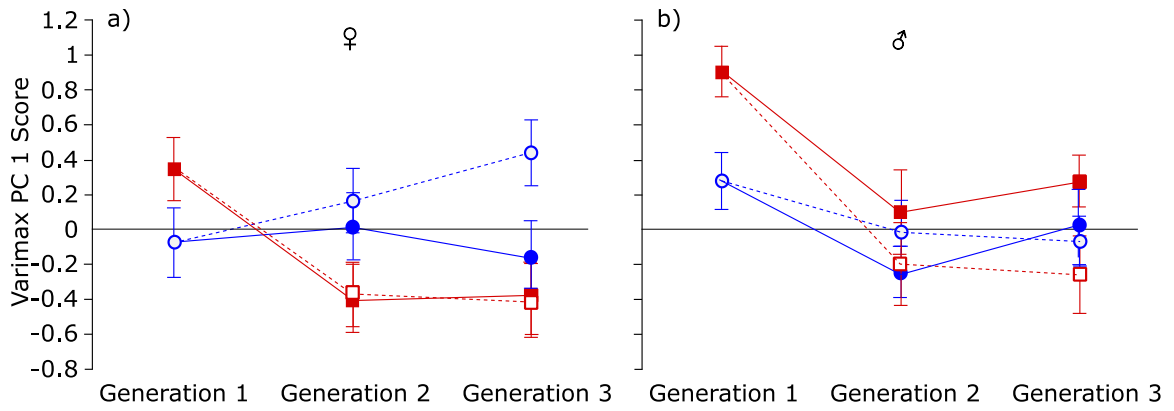 a)
♀
b)
♂
Varimax PC 1 Score
1.2
1
0.8
0.6
0.4
0.2
0
-0.2
-0.4
-0.6
-0.8
Generation 1 Generation 2 Generation 3
Generation 1 Generation 2 Generation 3